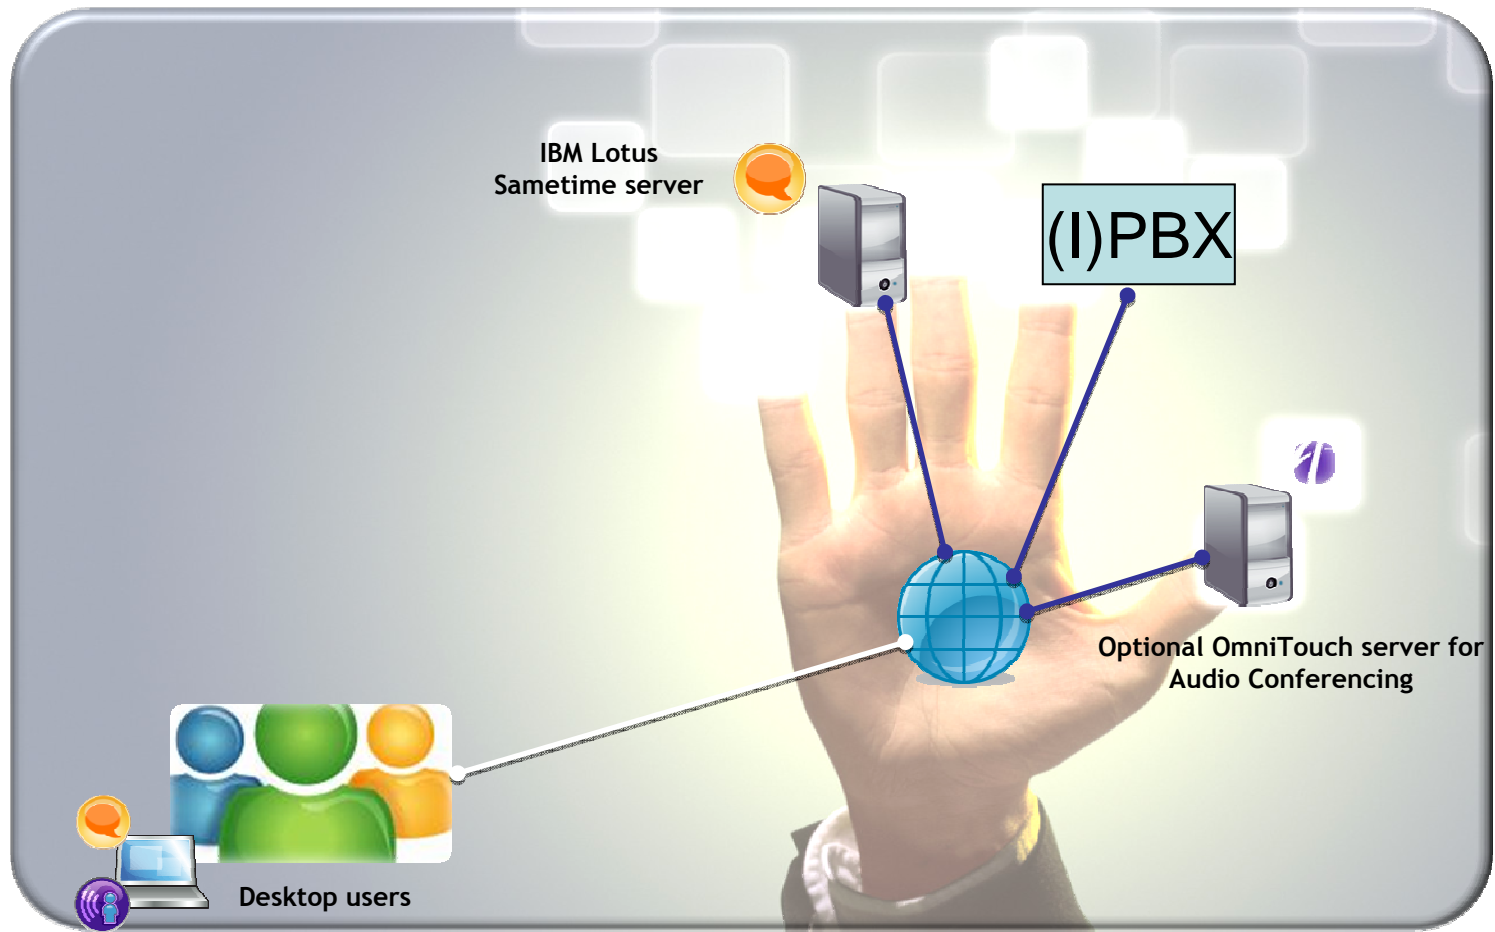 IBM Lotus
Sametime server
(I)PBX
Optional OmniTouch server for
Audio Conferencing
Desktop users